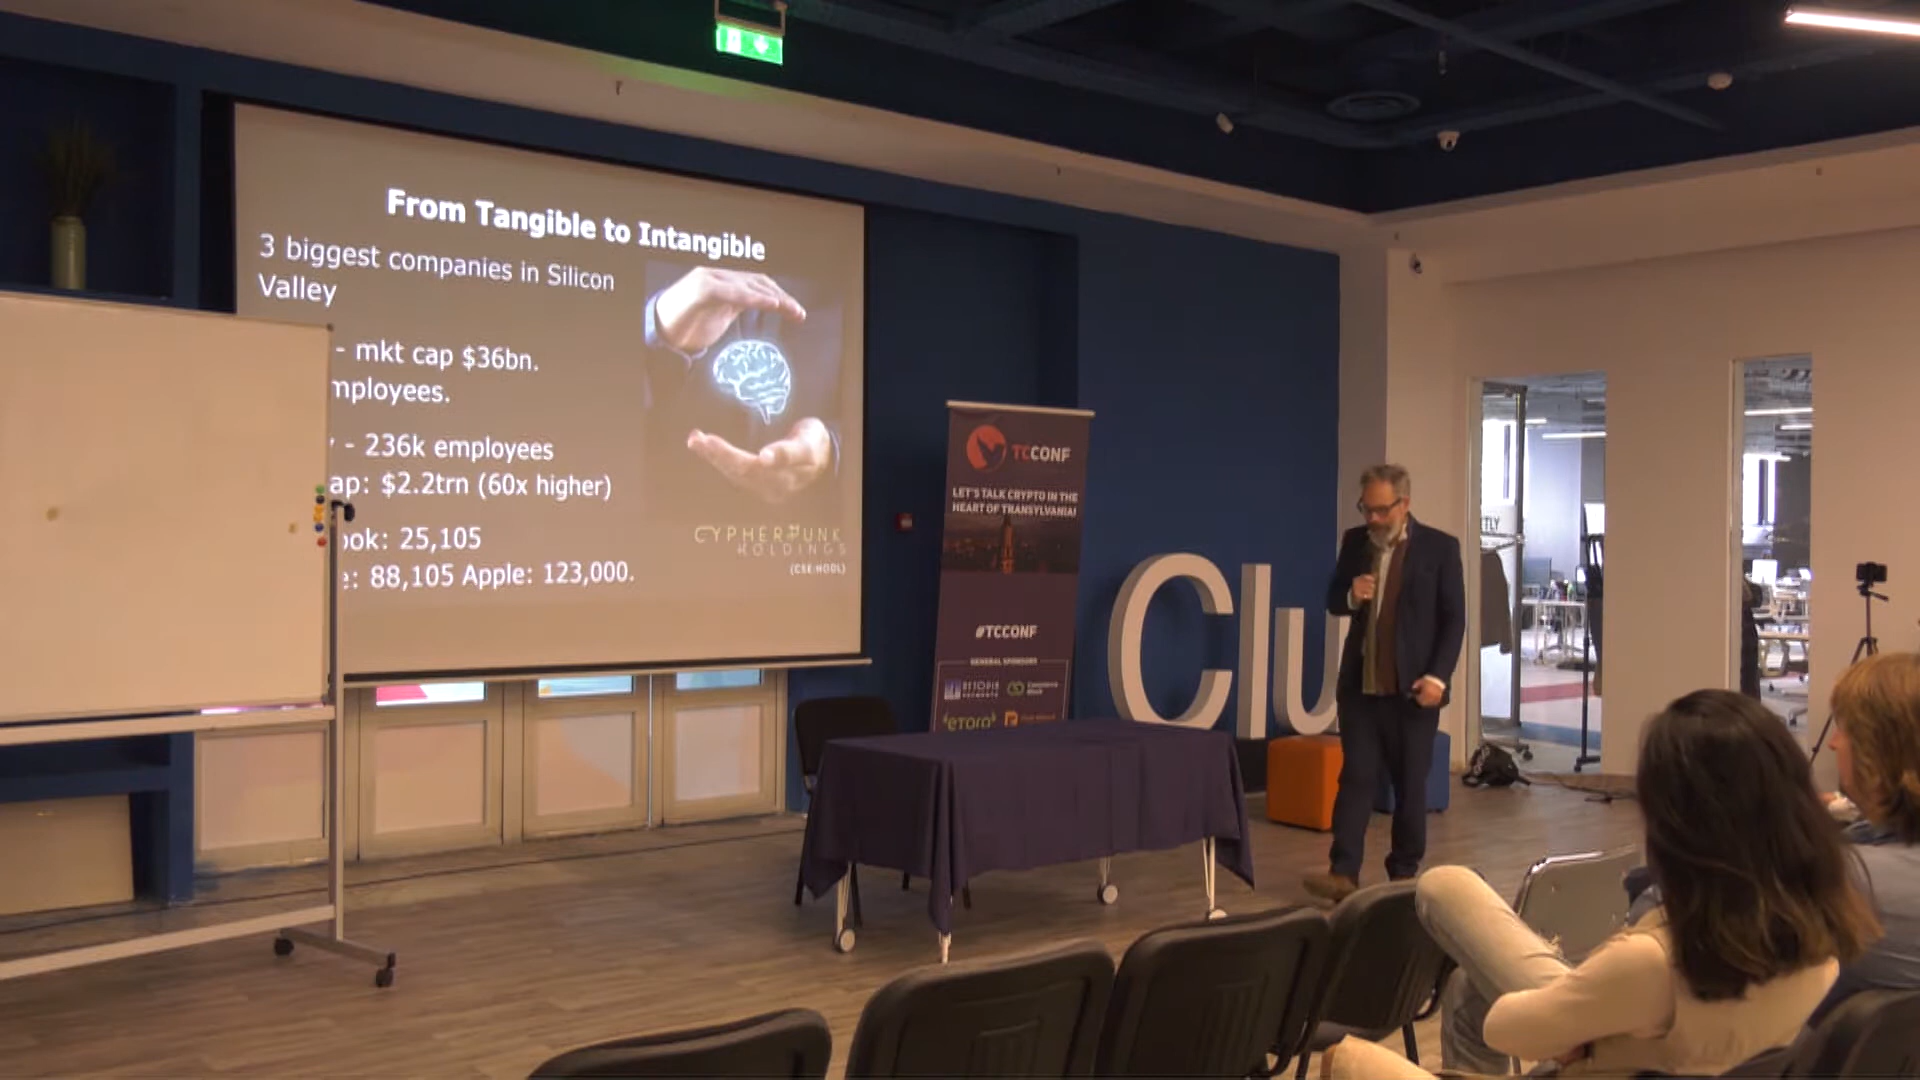 From Tangible to Intangible
3 biggest companies in Silicon
Valley
- mkt cap $36bn.
mployees.
- 236k employees
ap: $2.2trn (60x higher)
ook: 25,105
e: 88,105 Apple: 123,000.
CYPHERPUNK
HOLDINGS
(CSE:HODL)
TCCONF
LET'S TALK CRYPTO IN THE
HEART OF TRANSYLVANIA!
#TCCONF
GENERAL SPONSORS
eToro
Clu